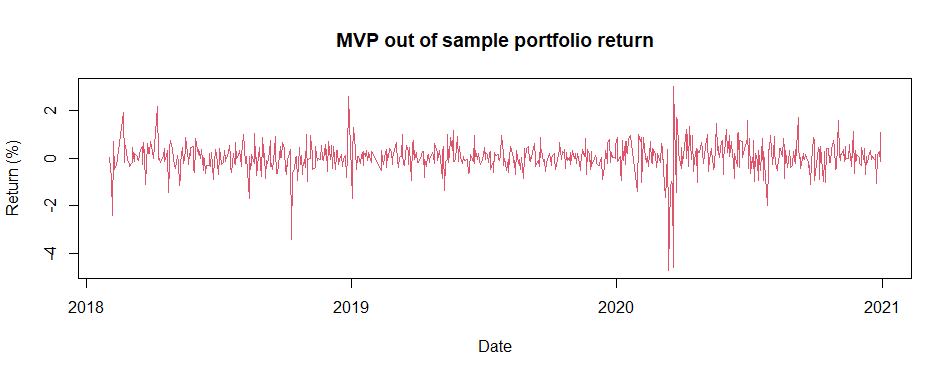 MVP out of sample portfolio return
Return (%)
2
0
-2
-4
2018
2019
2020
2021
Date